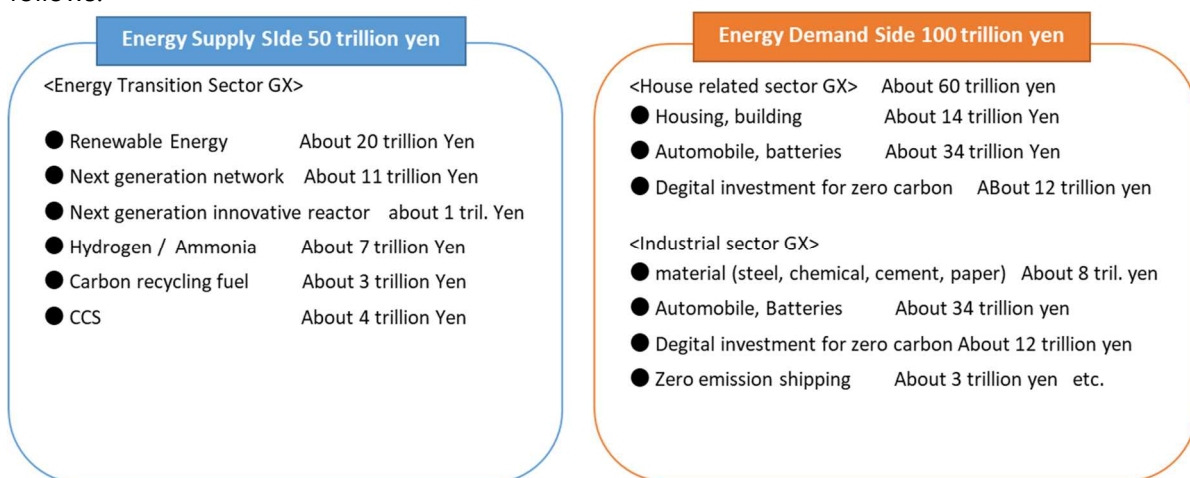 Energy Supply SIde 50 trillion yen
<Energy Transition Sector GX>
● Renewable Energy About 20 trillion Yen
● Next generation network About 11 trillion Yen
● Next generation innovative reactor about 1 tril. Yen
● Hydrogen / Ammonia About 7 trillion Yen
● Carbon recycling fuel About 3 trillion Yen
● CCS About 4 trillion Yen
Energy Demand Side 100 trillion yen
<House related sector GX> About 60 trillion yen
● Housing, building About 14 trillion Yen
● Automobile, batteries About 34 trillion Yen
● Degital investment for zero carbon ABout 12 trillion yen
<Industrial sector GX>
● material (steel, chemical, cement, paper) About 8 tril. yen
● Automobile, Batteries About 34 trillion yen
● Degital investment for zero carbon About 12 trillion yen
● Zero emission shipping About 3 trillion yen etc.